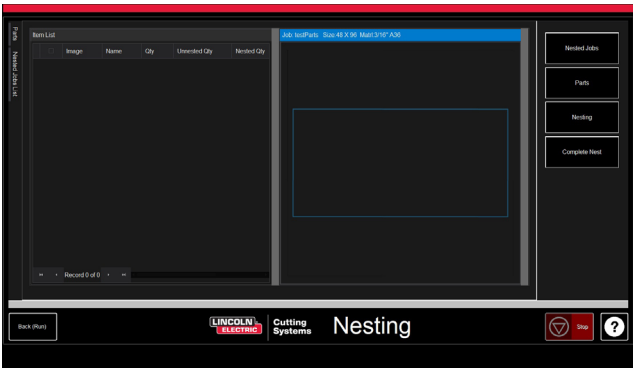 Parts
Nested Jobs List
Item List
Image Name Qty Unnested Qty Nested Qty
Record 0 of 0
Job: testParts Size:48 X 96 Matrl:3/16" A36
Nested Jobs
Parts
Nesting
Complete Nest
Back (Run)
LINCOLN
ELECTRIC
Cutting
Systems
Nesting
Stop
?